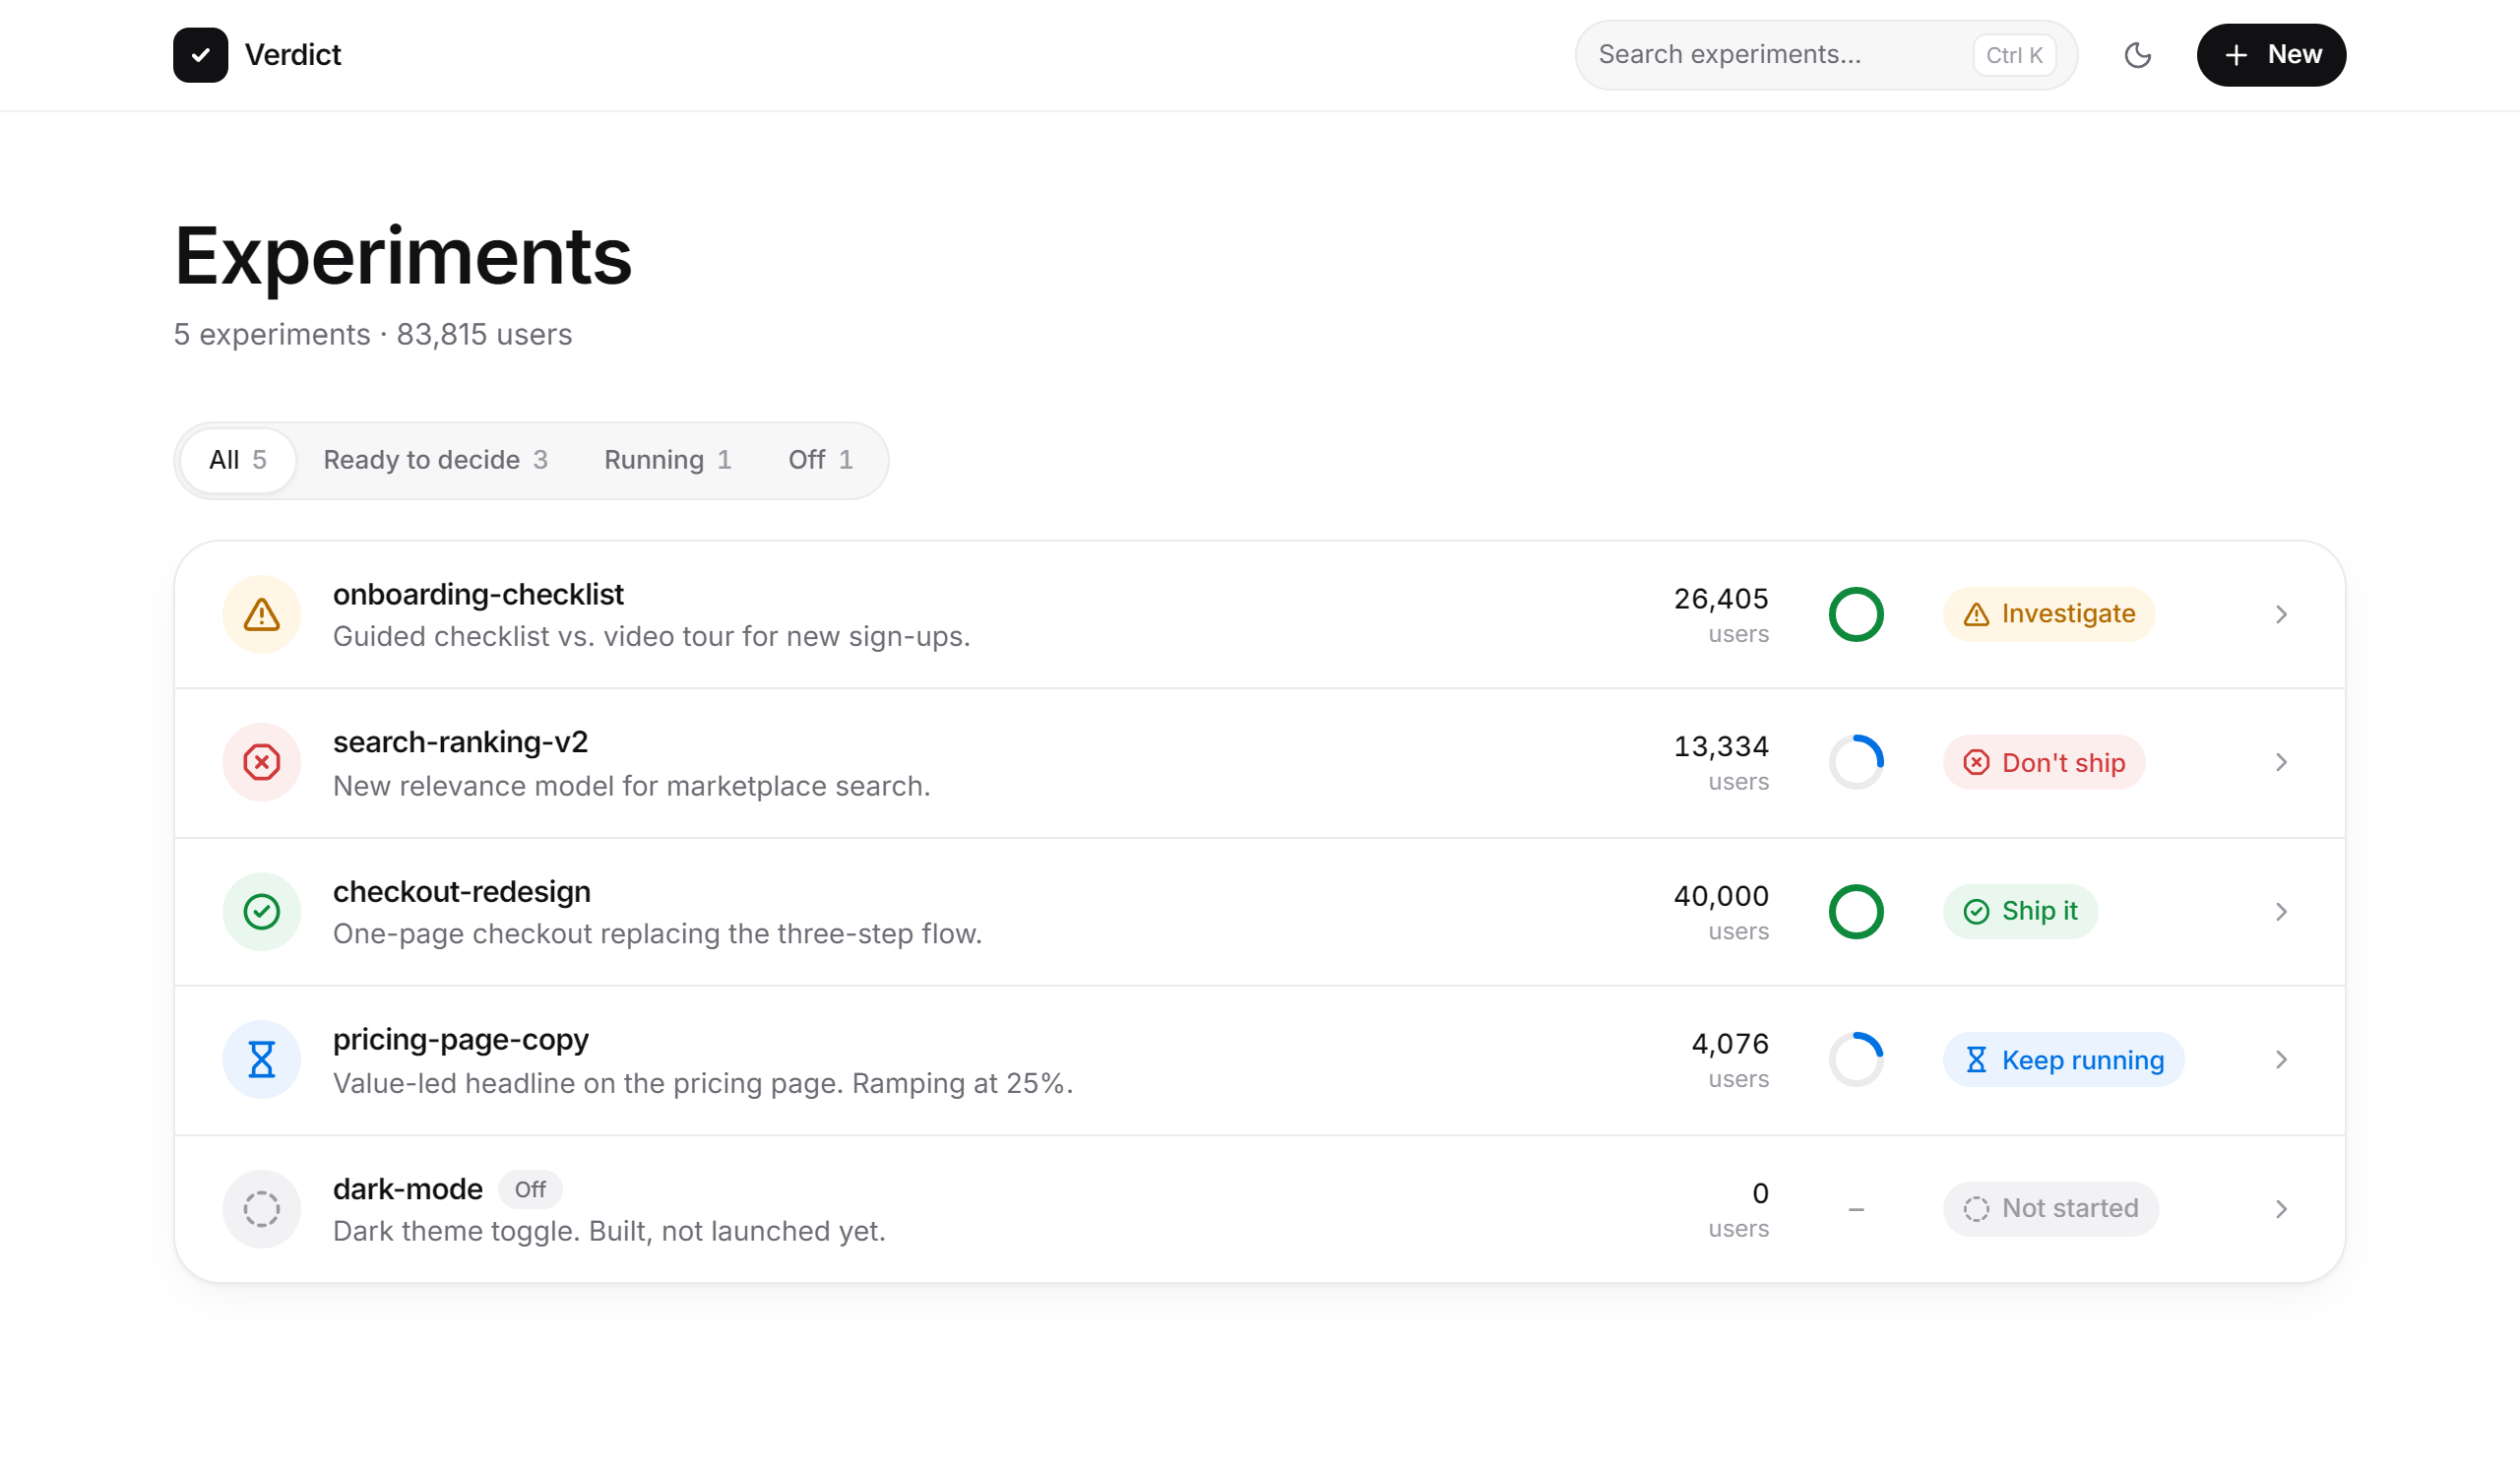 Verdict
Search experiments... Ctrl K
New
Experiments
5 experiments · 83,815 users
All 5 Ready to decide 3 Running 1 Off 1
onboarding-checklist
Guided checklist vs. video tour for new sign-ups.
26,405
users
Investigate
search-ranking-v2
New relevance model for marketplace search.
13,334
users
Don't ship
checkout-redesign
One-page checkout replacing the three-step flow.
40,000
users
Ship it
pricing-page-copy
Value-led headline on the pricing page. Ramping at 25%.
4,076
users
Keep running
dark-mode Off
Dark theme toggle. Built, not launched yet.
0
users
–
Not started